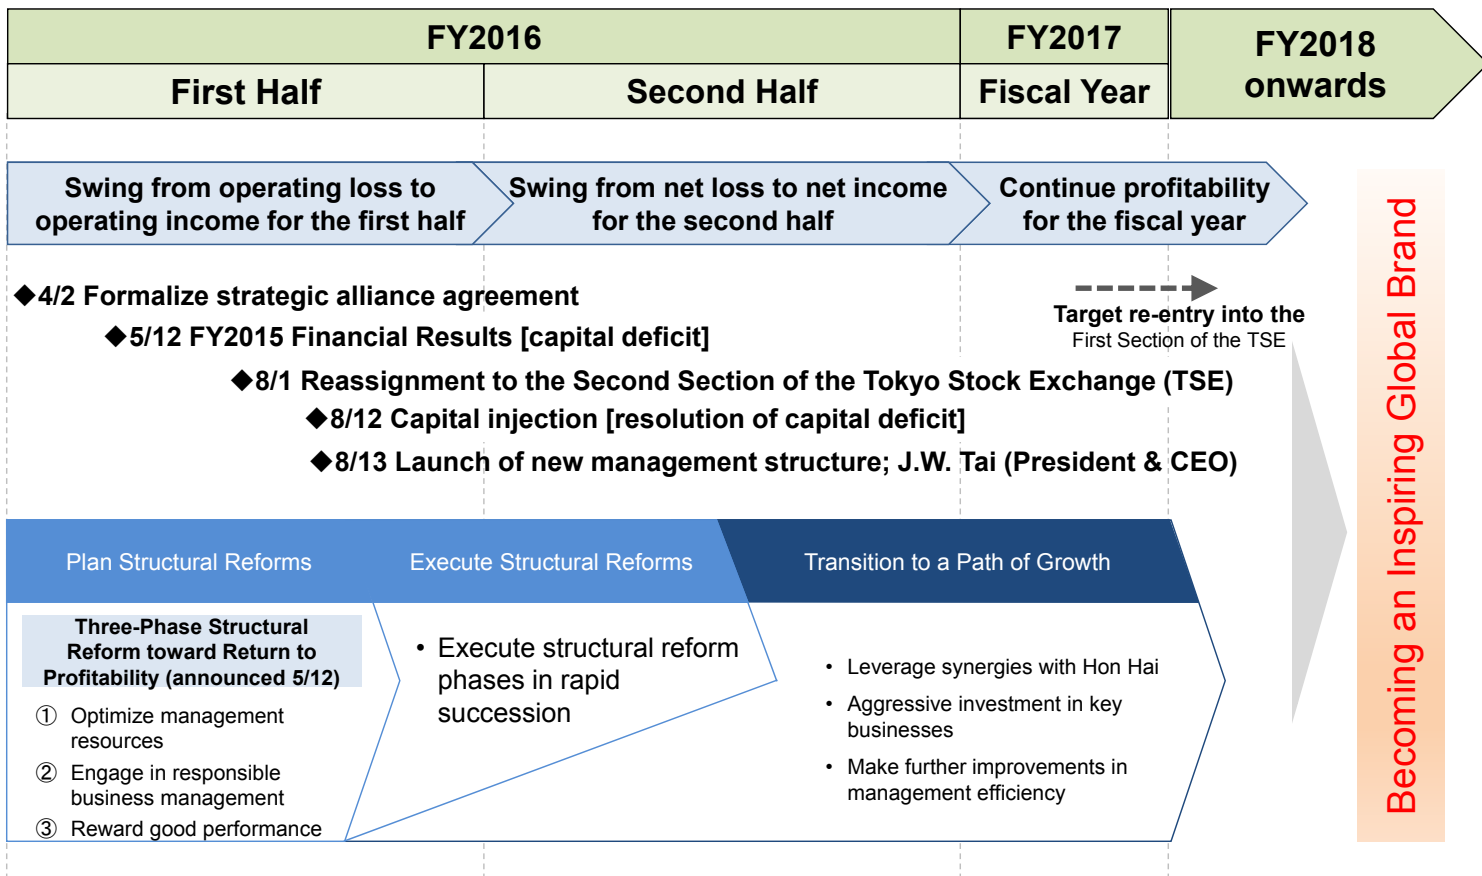 FY2016
FY2017
FY2018
onwards
First Half
Second Half
Fiscal Year
Swing from operating loss to
operating income for the first half
Swing from net loss to net income
for the second half
Continue profitability
for the fiscal year
◆4/2 Formalize strategic alliance agreement
◆5/12 FY2015 Financial Results [capital deficit]
Target re-entry into the
First Section of the TSE
◆8/1 Reassignment to the Second Section of the Tokyo Stock Exchange (TSE)
◆8/12 Capital injection [resolution of capital deficit]
◆8/13 Launch of new management structure; J.W. Tai (President & CEO)
Becoming an Inspiring Global Brand
Plan Structural Reforms
Execute Structural Reforms
Transition to a Path of Growth
Three-Phase Structural
Reform toward Return to
Profitability (announced 5/12)
① Optimize management
resources
② Engage in responsible
business management
③ Reward good performance
• Execute structural reform
phases in rapid
succession
• Leverage synergies with Hon Hai
• Aggressive investment in key
businesses
• Make further improvements in
management efficiency